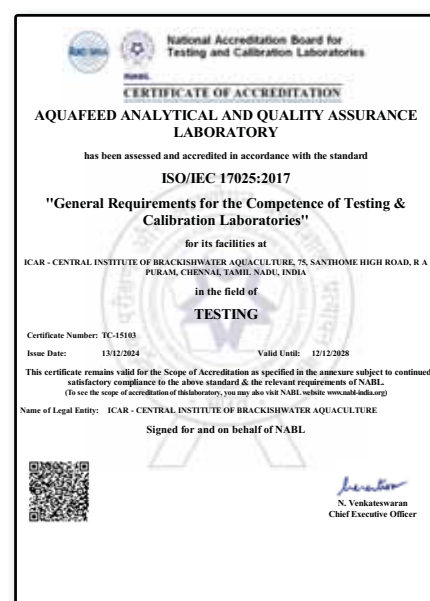 National Accreditation Board for
Testing and Calibration Laboratories
NABL
CERTIFICATE OF ACCREDITATION
AQUAFEED ANALYTICAL AND QUALITY ASSURANCE
LABORATORY
has been assessed and accredited in accordance with the standard
ISO/IEC 17025:2017
"General Requirements for the Competence of Testing &
Calibration Laboratories"
for its facilities at
ICAR - CENTRAL INSTITUTE OF BRACKISHWATER AQUACULTURE, 75, SANTHOME HIGH ROAD, R A
PURAM, CHENNAI, TAMIL NADU, INDIA
in the field of
TESTING
Certificate Number: TC-15103
Issue Date: 13/12/2024 Valid Until: 12/12/2028
This certificate remains valid for the Scope of Accreditation as specified in the annexure subject to continued
satisfactory compliance to the above standard & the relevant requirements of NABL.
(To see the scope of accreditation of thislaboratory, you may also visit NABL website www.nabl-india.org)
Name of Legal Entity: ICAR - CENTRAL INSTITUTE OF BRACKISHWATER AQUACULTURE
Signed for and on behalf of NABL
N. Venkateswaran
Chief Executive Officer